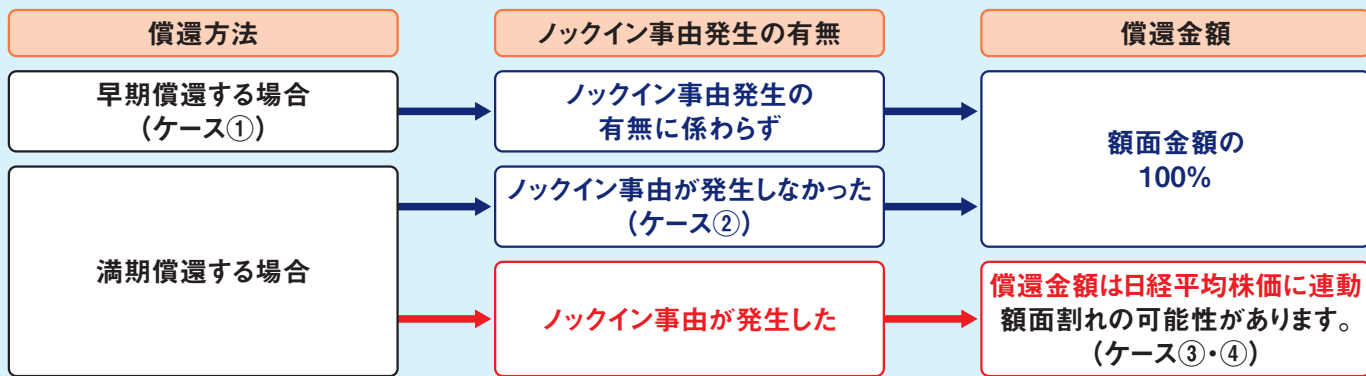 償還方法
ノックイン事由発生の有無
償還金額
早期償還する場合
(ケース①)
ノックイン事由発生の
有無に係わらず
額面金額の
100%
満期償還する場合
ノックイン事由が発生しなかった
(ケース②)
ノックイン事由が発生した
償還金額は日経平均株価に連動
額面割れの可能性があります。
(ケース③・④)